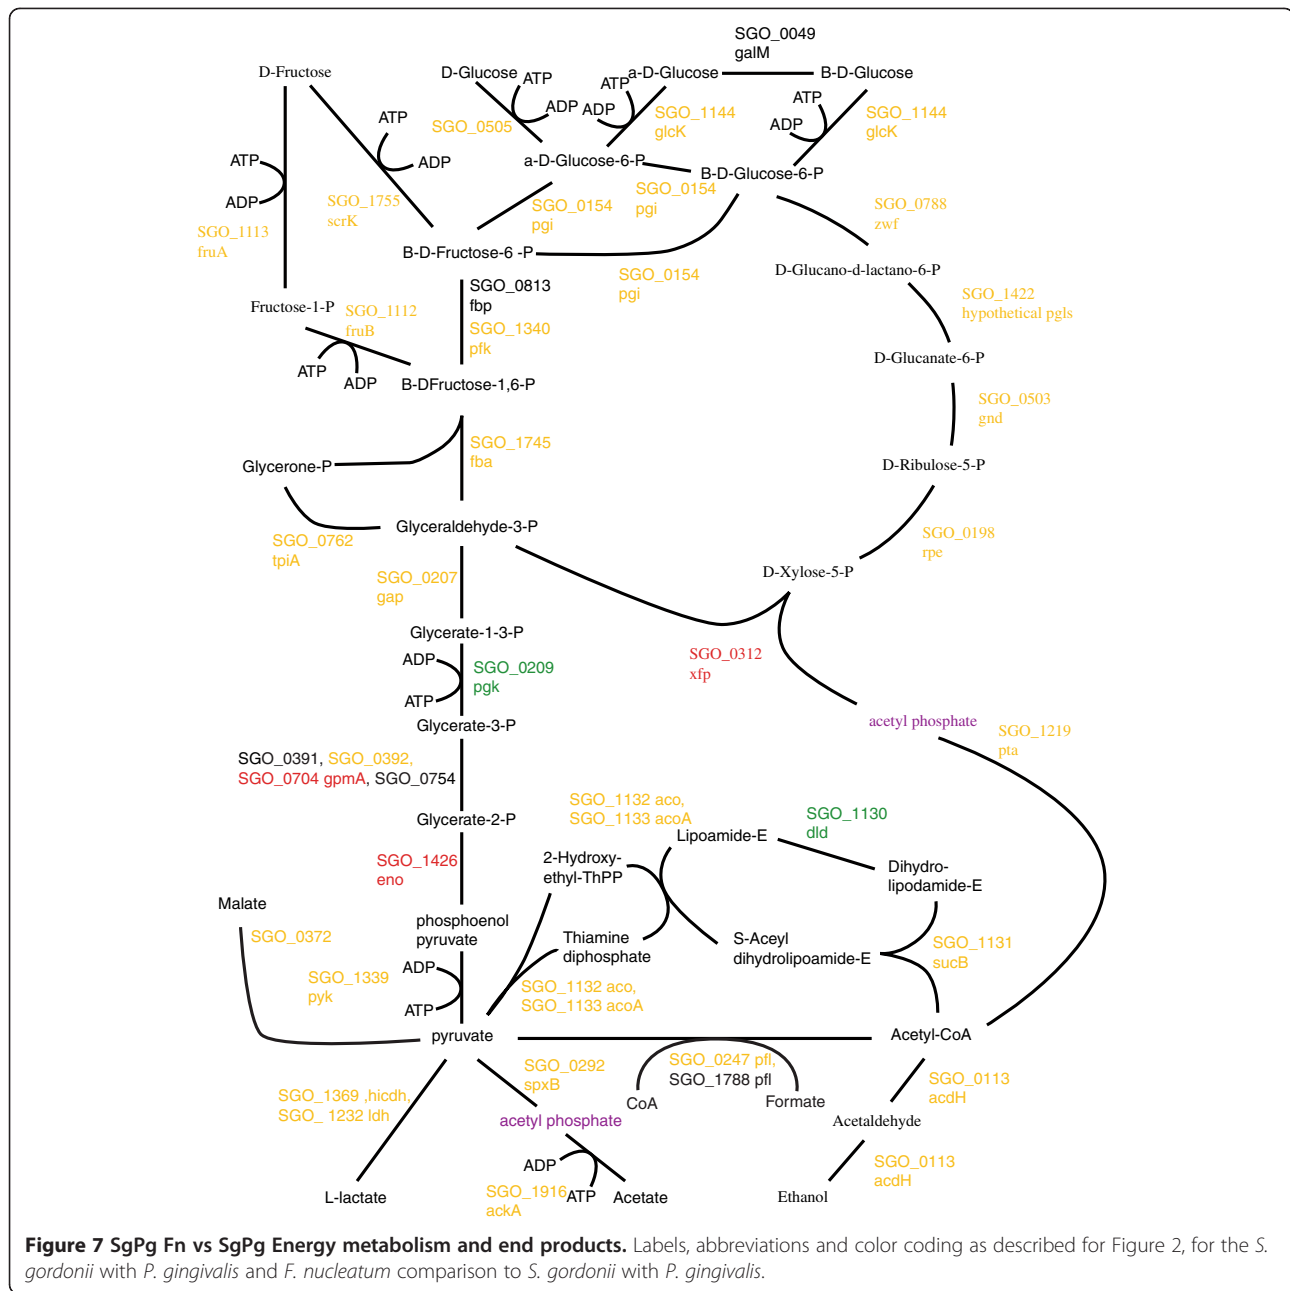 SGO_0049
galM
D-Fructose
D-Glucose
ATP
ADP
a-D-Glucose
B-D-Glucose
ATP
ADP
SGO_1144
glcK
ATP
ADP
SGO_1144
glcK
SGO_0505
ATP
ADP
ATP
ADP
a-D-Glucose-6-P
B-D-Glucose-6-P
SGO_0154
pgi
SGO_0154
pgi
SGO_1755
scrK
SGO_1113
fruA
SGO_0788
zwf
B-D-Fructose-6 -P
SGO_0154
pgi
D-Glucano-d-lactano-6-P
SGO_0813
fbp
SGO_1340
pfk
Fructose-1-P
SGO_1112
fruB
ATP
ADP
SGO_1422
hypothetical pgls
D-Glucanate-6-P
B-DFructose-1,6-P
SGO_0503
gnd
SGO_1745
fba
Glycerone-P
D-Ribulose-5-P
SGO_0762
tpiA
Glyceraldehyde-3-P
SGO_0198
rpe
D-Xylose-5-P
SGO_0207
gap
Glycerate-1-3-P
ADP
ATP
SGO_0209
pgk
SGO_0312
xfp
Glycerate-3-P
acetyl phosphate
SGO_1219
pta
SGO_0391, SGO_0392,
SGO_0704 gpmA, SGO_0754
Glycerate-2-P
SGO_1132 aco,
SGO_1133 acoA
SGO_1130
dld
Lipoamide-E
SGO_1426
eno
2-Hydroxy-
ethyl-ThPP
Dihydro-
lipodamide-E
Malate
SGO_0372
phosphoenol
pyruvate
Thiamine
diphosphate
S-Aceyl
dihydrolipoamide-E
SGO_1131
sucB
ADP
ATP
SGO_1339
pyk
SGO_1132 aco,
SGO_1133 acoA
pyruvate
Acetyl-CoA
SGO_0292
spxB
SGO_0247 pfl,
SGO_1788 pfl
CoA
Formate
SGO_0113
acdH
SGO_1369 ,hicdh,
SGO_ 1232 ldh
acetyl phosphate
Acetaldehyde
ADP
ATP
SGO_1916
ackA
SGO_0113
acdH
L-lactate
Acetate
Ethanol
Figure 7 SgPg Fn vs SgPg Energy metabolism and end products. Labels, abbreviations and color coding as described for Figure 2, for the S.
gordonii with P. gingivalis and F. nucleatum comparison to S. gordonii with P. gingivalis.